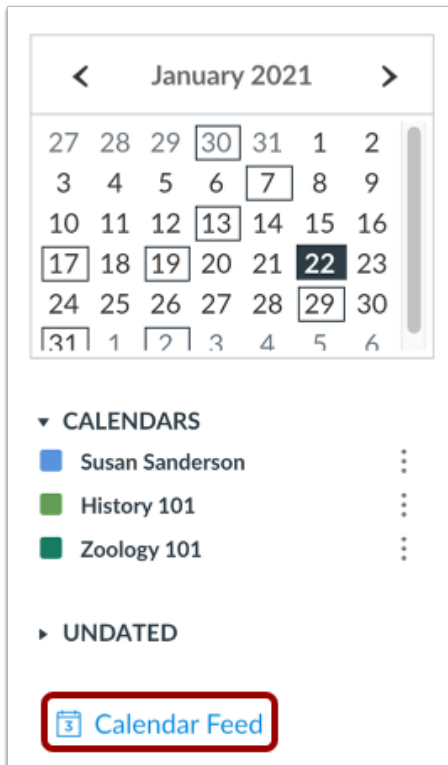 January 2021
27 28 29 30 31 1 2
3 4 5 6 7 8 9
10 11 12 13 14 15 16
17 18 19 20 21 22 23
24 25 26 27 28 29 30
31 1 2 3 4 5 6
CALENDARS
Susan Sanderson
History 101
Zoology 101
UNDATED
3 Calendar Feed